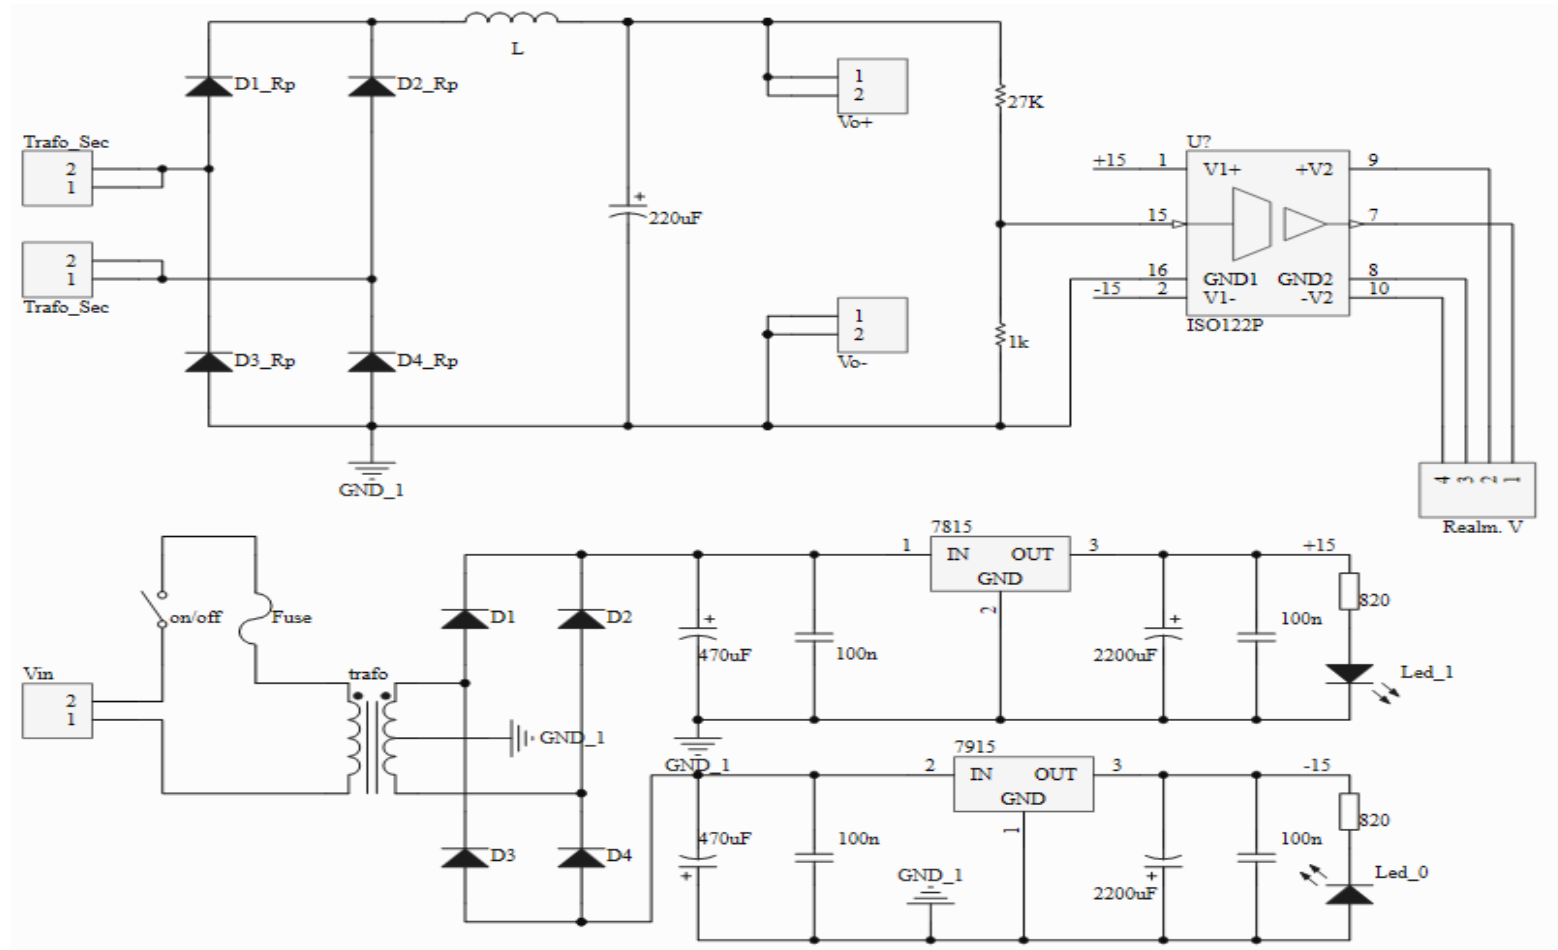 L
D1_Rp
D2_Rp
1
2
Vo+
27K
Trafo_Sec
2
1
U?
+15 1 V1+ +V2 9
220uF
15 7
Trafo_Sec
2
1
16 GND1 GND2 8
-15 2 V1- -V2 10
ISO122P
1
2
Vo-
1k
D3_Rp
D4_Rp
GND_1
4 3 2 1
Realm. V
7815
1 IN OUT 3 +15
GND
2
on/off
Fuse
D1
D2
470uF
100n
2200uF
100n
820
Led_1
Vin
2
1
trafo
GND_1
GND_1
7915
2 IN OUT 3 -15
GND
1
D3
D4
470uF
100n
GND_1
2200uF
100n
820
Led_0